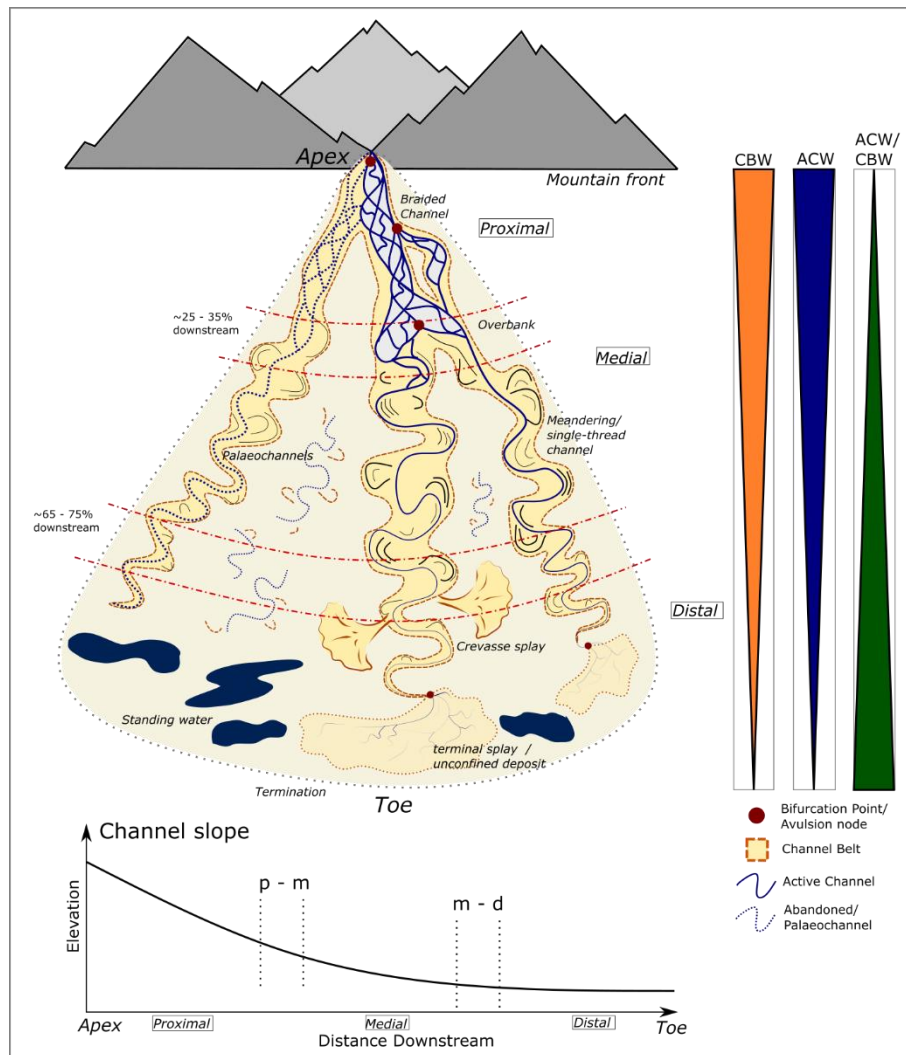 Apex
Mountain front
Braided
Channel
Proximal
~25 - 35%
downstream
Overbank
Medial
Palaeochannels
Meandering/
single-thread
channel
~65 - 75%
downstream
Distal
Crevasse splay
Standing water
terminal splay /
unconfined deposit
Termination
Toe
CBW
ACW
ACW/
CBW
Bifurcation Point/
Avulsion node
Channel Belt
Active Channel
Abandoned/
Palaeochannel
Channel slope
Elevation
p - m
m - d
Apex
Proximal
Medial
Distal
Toe
Distance Downstream